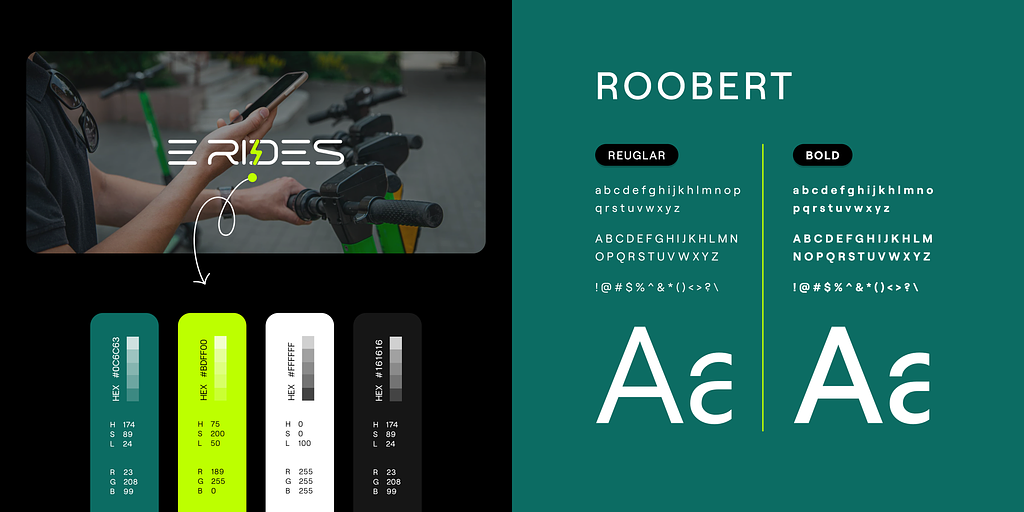 E RIDES
HEX #0C6C63
H 174
S 89
L 24
R 23
G 208
B 99
HEX #BDFF00
H 75
S 200
L 50
R 189
G 255
B 0
HEX #FFFFFF
H 0
S 0
L 100
R 255
G 255
B 255
HEX #161616
H 174
S 89
L 24
R 23
G 208
B 99
ROOBERT
REUGLAR
abcdefghijkhlmnop
qrstuvwxyz
ABCDEFGHIJKHLMN
OPQRSTUVWXYZ
!@#$%^&*()<>?\
Aa
BOLD
abcdefghijkhlmno
pqrstuvwxyz
ABCDEFGHIJKHLM
NOPQRSTUVWXYZ
!@#$%^&*()<>?\
Aa